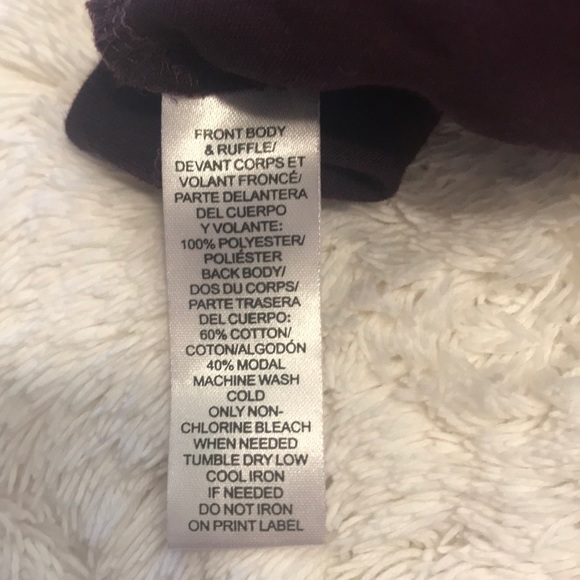 FRONT BODY
& RUFFLE/
DEVANT CORPS ET
VOLANT FRONCÉ/
PARTE DELANTERA
DEL CUERPO
Y VOLANTE:
100% POLYESTER/
POLIÉSTER
BACK BODY/
DOS DU CORPS/
PARTE TRASERA
DEL CUERPO:
60% COTTON/
COTON/ALGODÓN
40% MODAL
MACHINE WASH
COLD
ONLY NON-
CHLORINE BLEACH
WHEN NEEDED
TUMBLE DRY LOW
COOL IRON
IF NEEDED
DO NOT IRON
ON PRINT LABEL